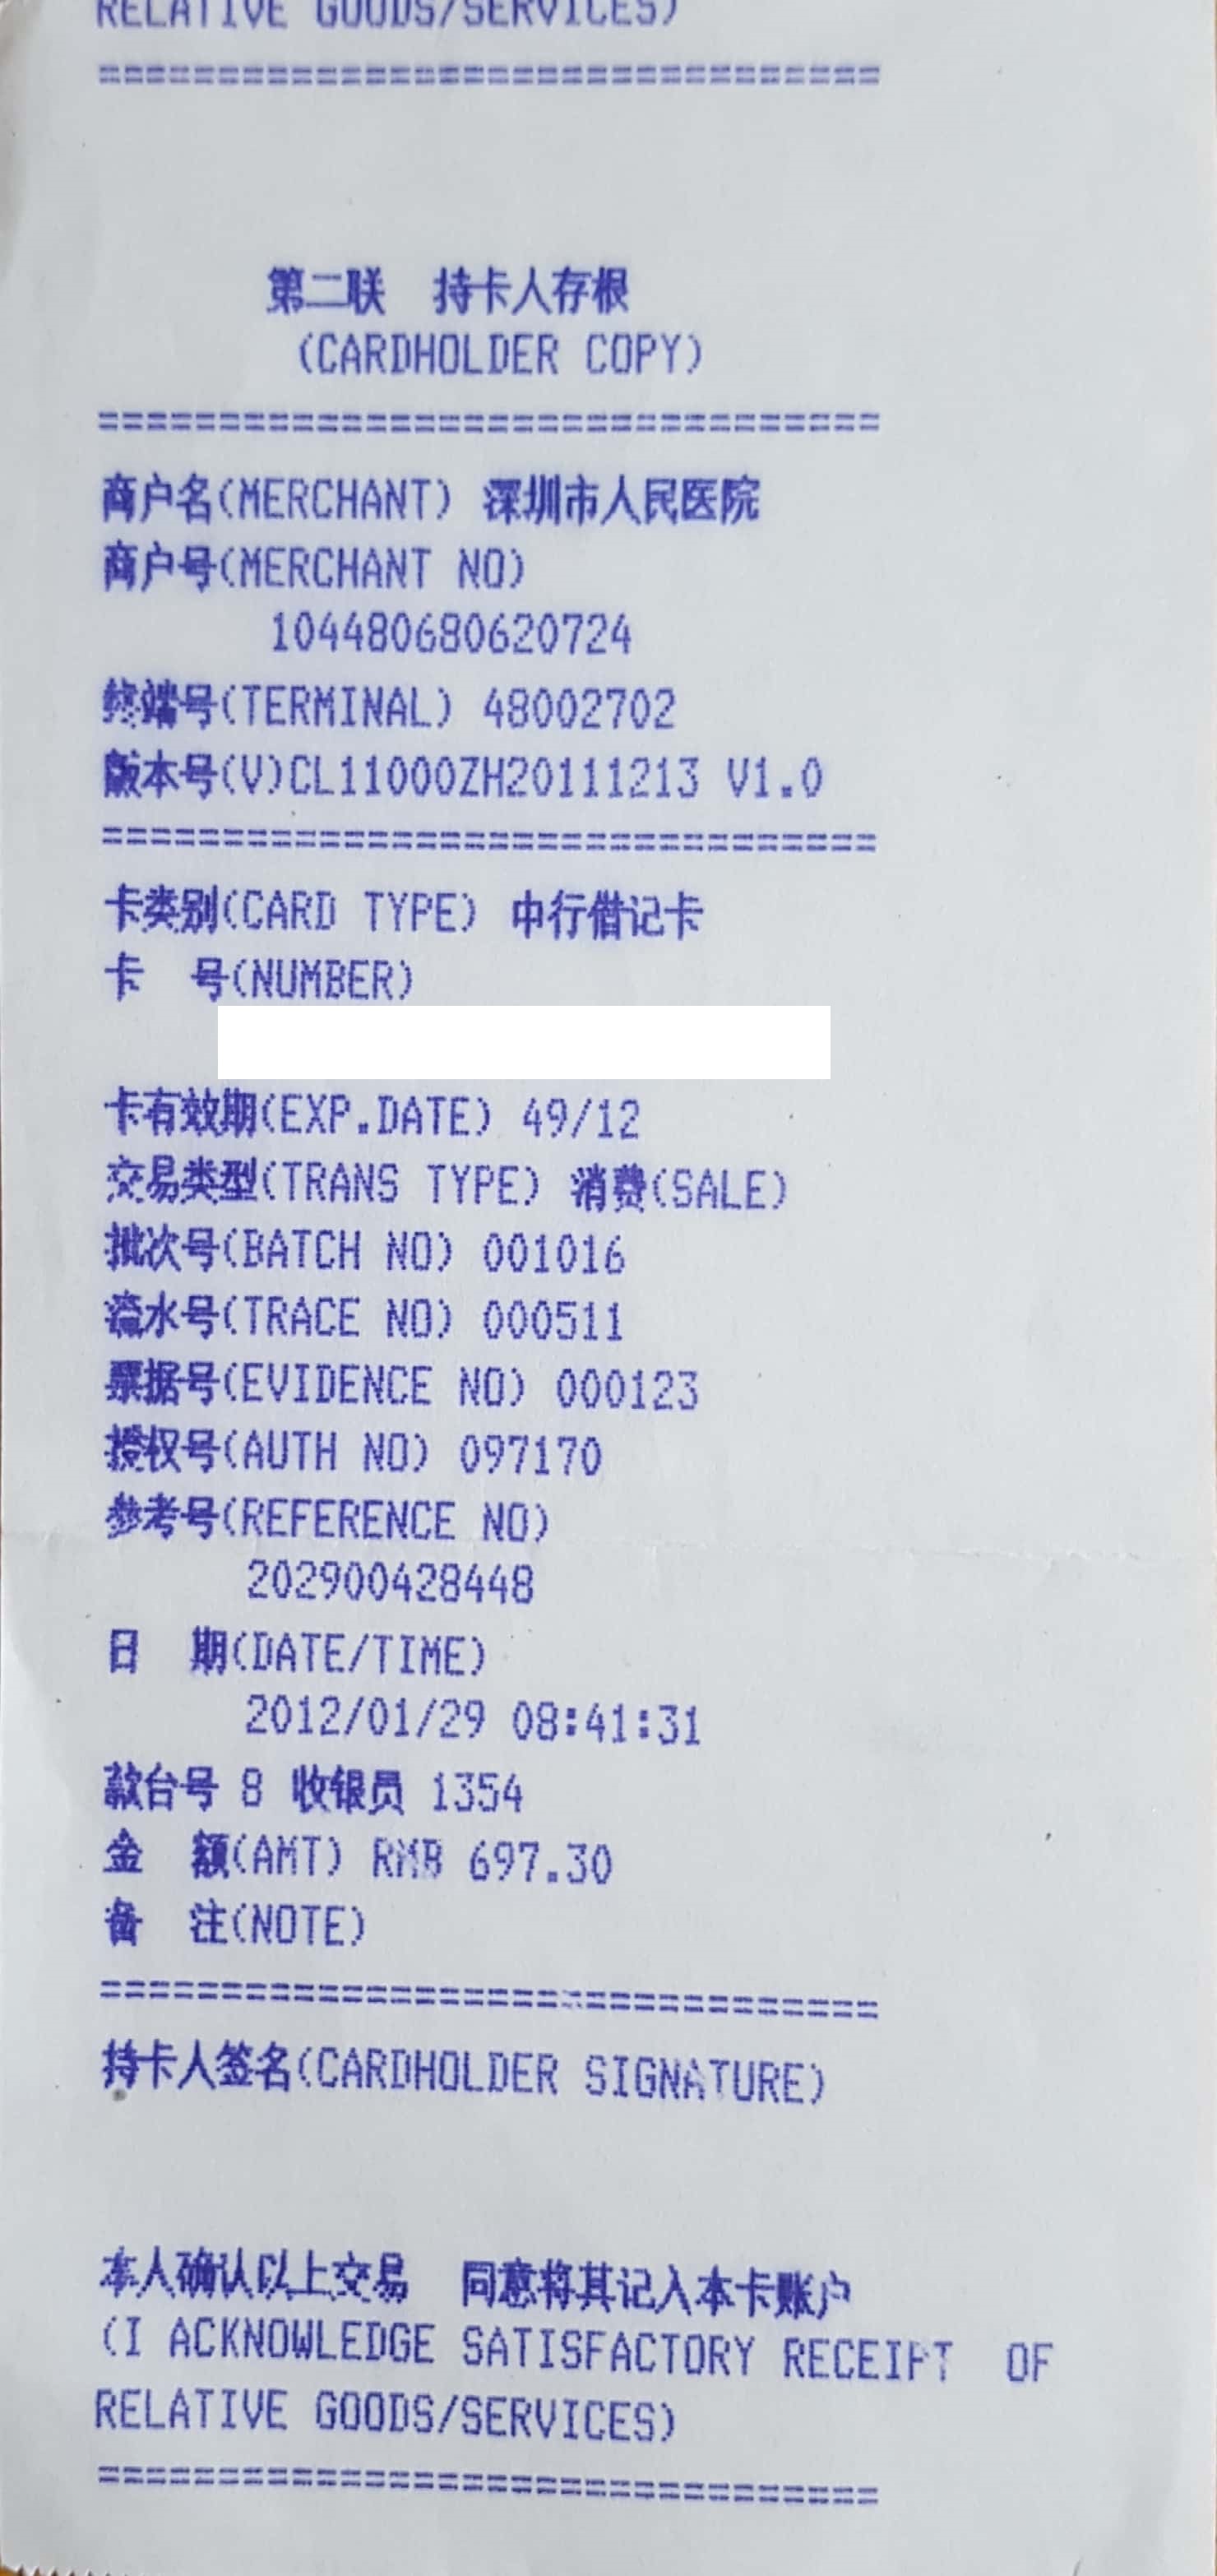 RELATIVE GOODS/SERVICES)
================================
第二联 持卡人存根
(CARDHOLDER COPY)
================================
商户名(MERCHANT) 深圳市人民医院
商户号(MERCHANT NO)
104480680620724
终端号(TERMINAL) 48002702
版本号(V)CL11000ZH20111213 V1.0
================================
卡类别(CARD TYPE) 中行借记卡
卡 号(NUMBER)
卡有效期(EXP.DATE) 49/12
交易类型(TRANS TYPE) 消费(SALE)
批次号(BATCH NO) 001016
流水号(TRACE NO) 000511
票据号(EVIDENCE NO) 000123
授权号(AUTH NO) 097170
参考号(REFERENCE NO)
202900428448
日 期(DATE/TIME)
2012/01/29 08:41:31
款台号 8 收银员 1354
金 额(AMT) RMB 697.30
备 注(NOTE)
================================
持卡人签名(CARDHOLDER SIGNATURE)
本人确认以上交易 同意将其记入本卡账户
(I ACKNOWLEDGE SATISFACTORY RECEIPT OF
RELATIVE GOODS/SERVICES)
================================